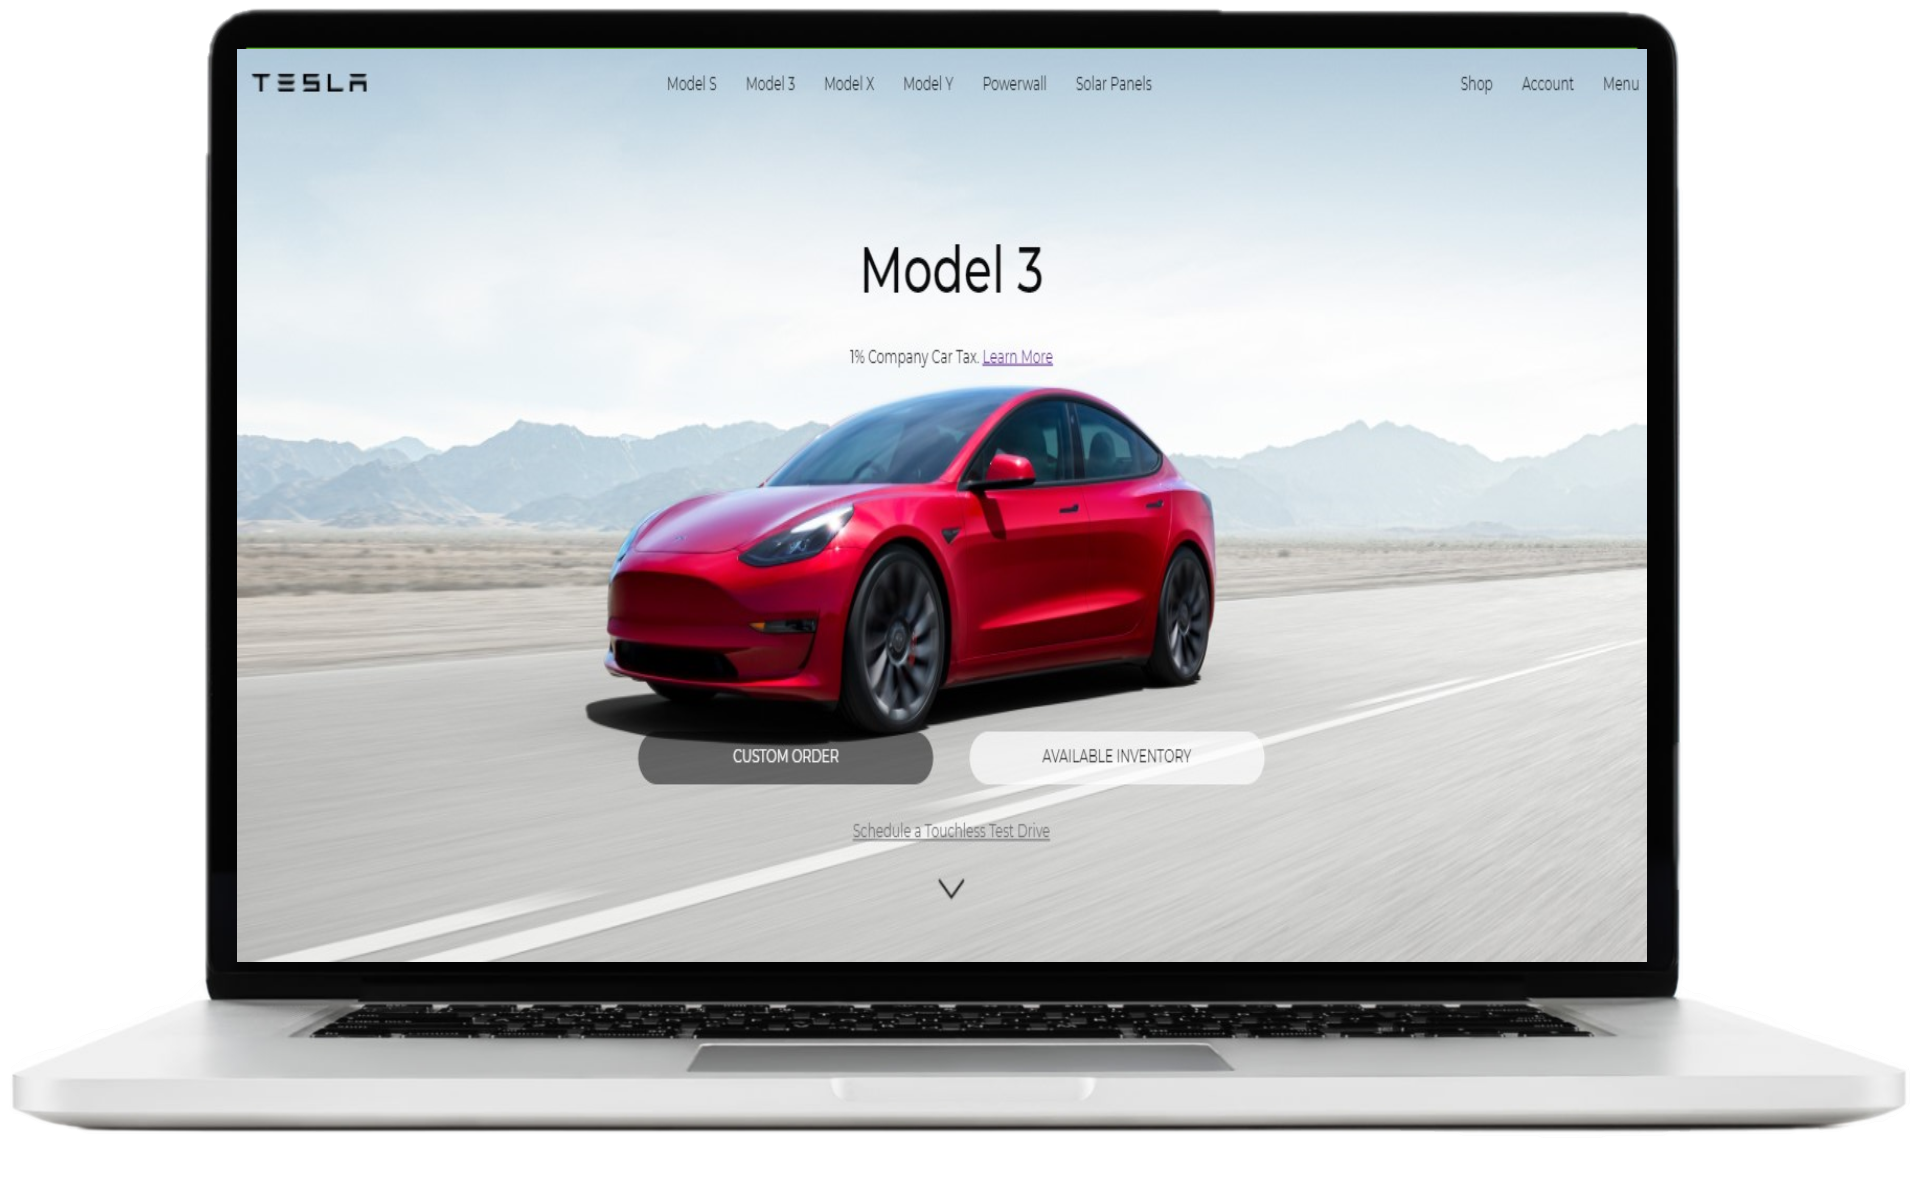 TESLA
Model S Model 3 Model X Model Y Powerwall Solar Panels Shop Account Menu
Model 3
1% Company Car Tax. Learn More
CUSTOM ORDER AVAILABLE INVENTORY
Schedule a Touchless Test Drive